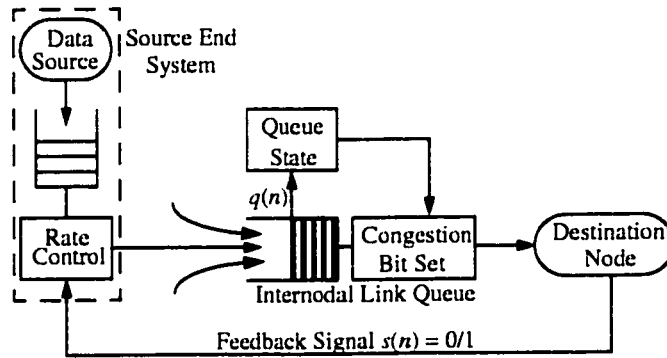 Data
Source
Source End
System
Queue
State
q(n)
Rate
Control
Congestion
Bit Set
Destination
Node
Internodal Link Queue
Feedback Signal s(n) = 0/1